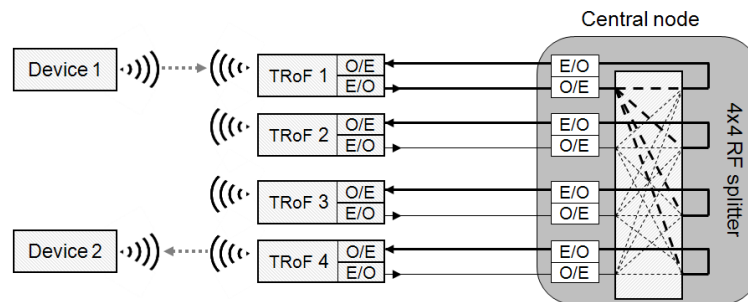 Central node
Device 1
TRoF 1
O/E
E/O
E/O
O/E
TRoF 2
O/E
E/O
E/O
O/E
TRoF 3
O/E
E/O
E/O
O/E
Device 2
TRoF 4
O/E
E/O
E/O
O/E
4x4 RF splitter